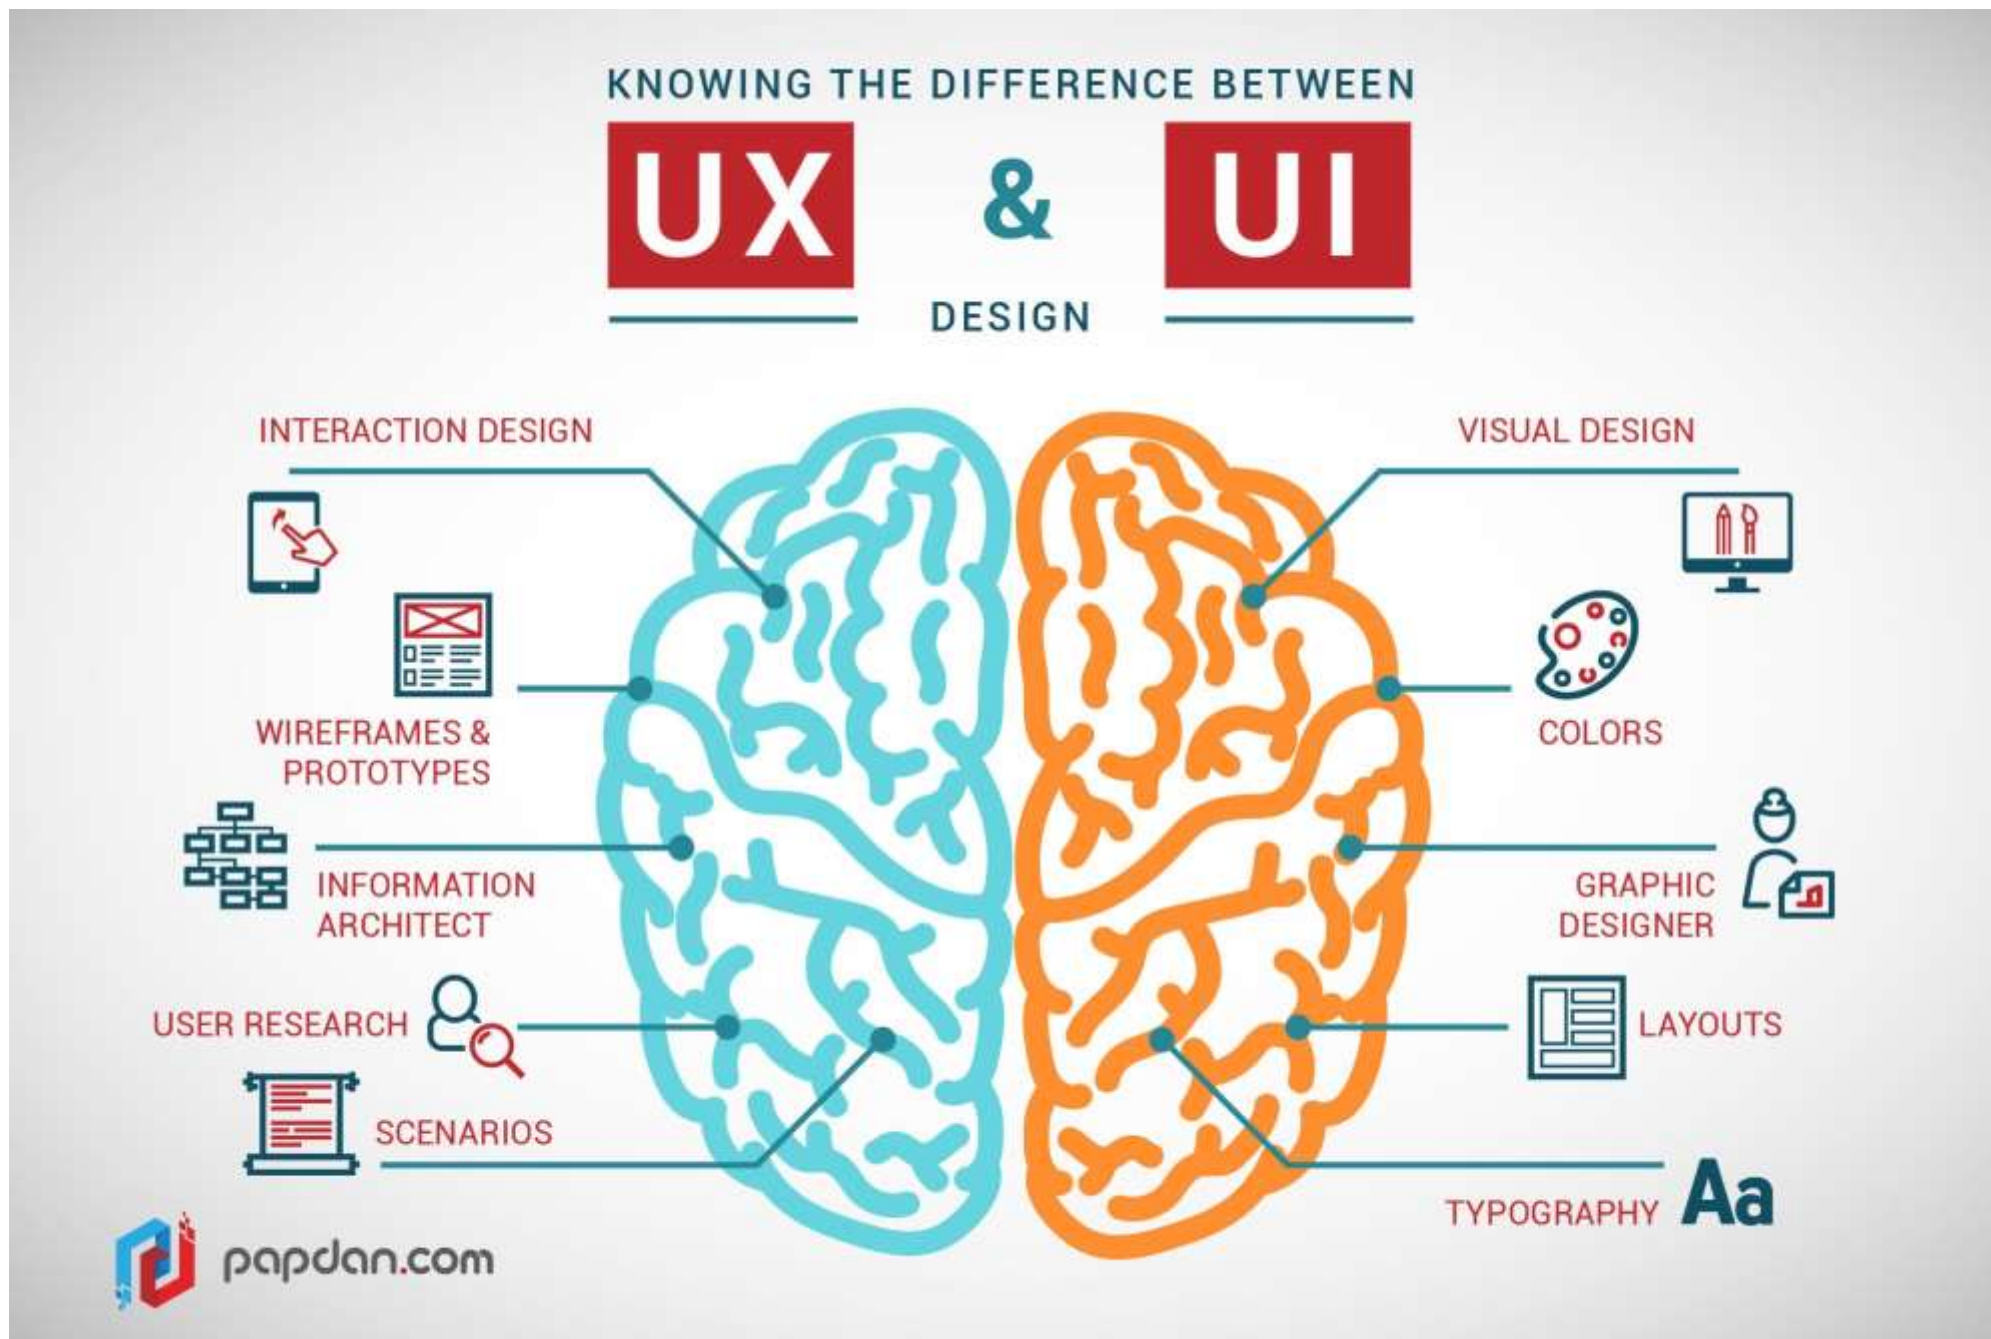 KNOWING THE DIFFERENCE BETWEEN
UX & UI
DESIGN
INTERACTION DESIGN
WIREFRAMES &
PROTOTYPES
INFORMATION
ARCHITECT
USER RESEARCH
SCENARIOS
VISUAL DESIGN
COLORS
GRAPHIC
DESIGNER
LAYOUTS
TYPOGRAPHY Aa
papdan.com